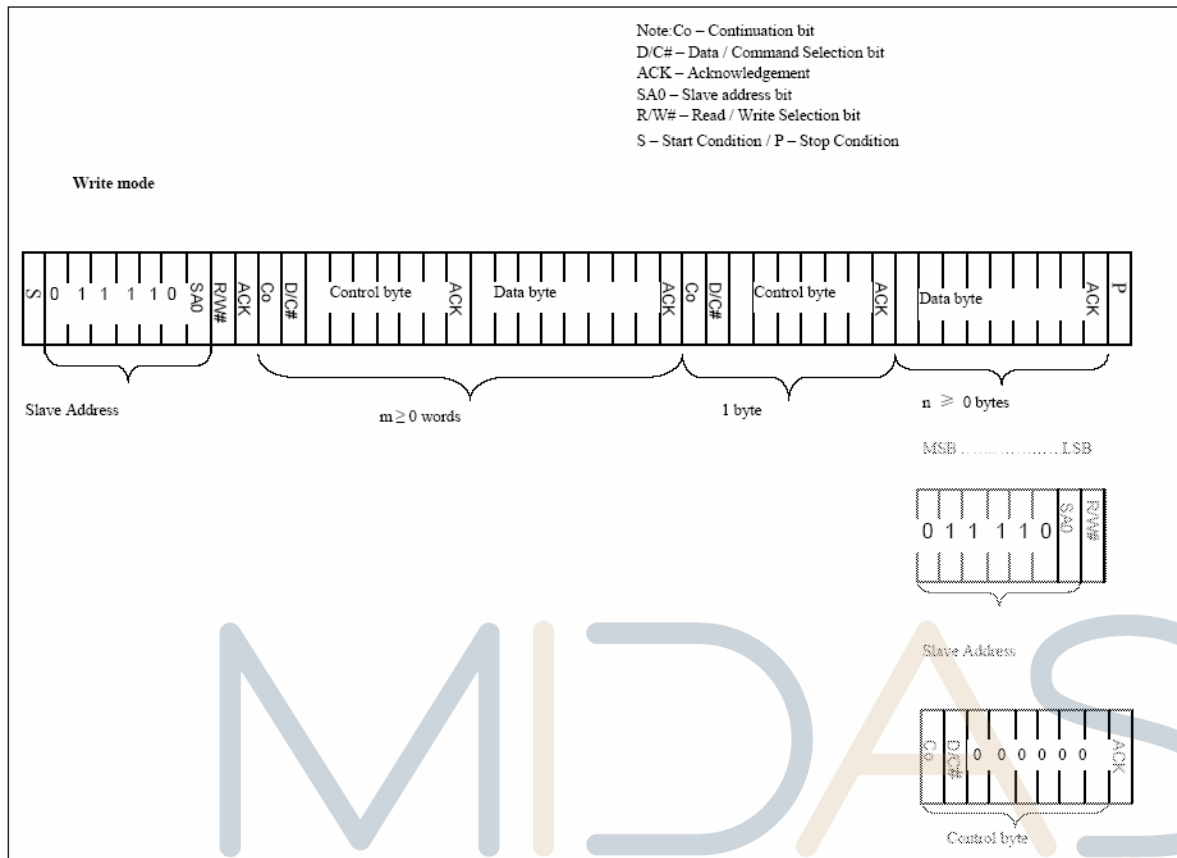 Note:Co – Continuation bit
D/C# – Data / Command Selection bit
ACK – Acknowledgement
SA0 – Slave address bit
R/W# – Read / Write Selection bit
S – Start Condition / P – Stop Condition
Write mode
S 0 1 1 1 1 0 SA0 R/W# ACK Co D/C# Control byte ACK Data byte ACK Co D/C# Control byte ACK Data byte ACK P
Slave Address
m ≥ 0 words
1 byte
n ≥ 0 bytes
MSB ....................LSB
0 1 1 1 1 0 SA0 R/W#
Slave Address
Co D/C# 0 0 0 0 0 0 ACK
Control byte
MIDAS